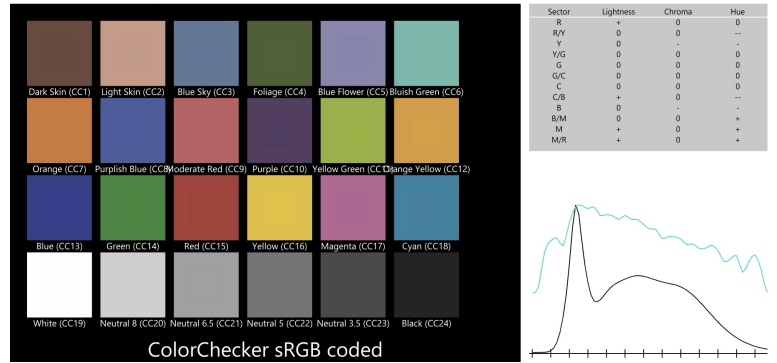 Dark Skin (CC1) Light Skin (CC2) Blue Sky (CC3) Foliage (CC4) Blue Flower (CC5) Bluish Green (CC6)
Orange (CC7) Purplish Blue (CC8) Moderate Red (CC9) Purple (CC10) Yellow Green (CC11) Orange Yellow (CC12)
Blue (CC13) Green (CC14) Red (CC15) Yellow (CC16) Magenta (CC17) Cyan (CC18)
White (CC19) Neutral 8 (CC20) Neutral 6.5 (CC21) Neutral 5 (CC22) Neutral 3.5 (CC23) Black (CC24)
ColorChecker sRGB coded
Sector Lightness Chroma Hue
R + 0 0
R/Y 0 0 --
Y 0 - -
Y/G 0 0 0
G 0 0 0
G/C 0 0 0
C 0 0 0
C/B + 0 --
B 0 - -
B/M 0 0 +
M + 0 +
M/R + 0 +